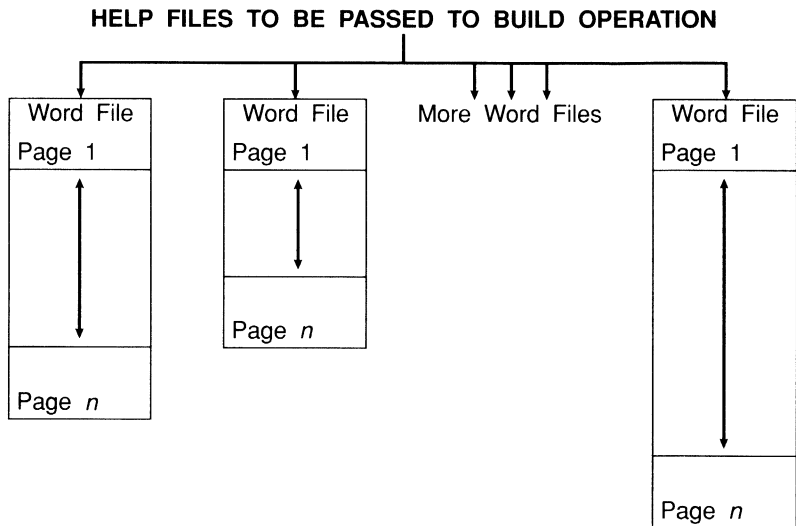 HELP FILES TO BE PASSED TO BUILD OPERATION
Word File
Page 1
Page n
Word File
Page 1
Page n
More Word Files
Word File
Page 1
Page n